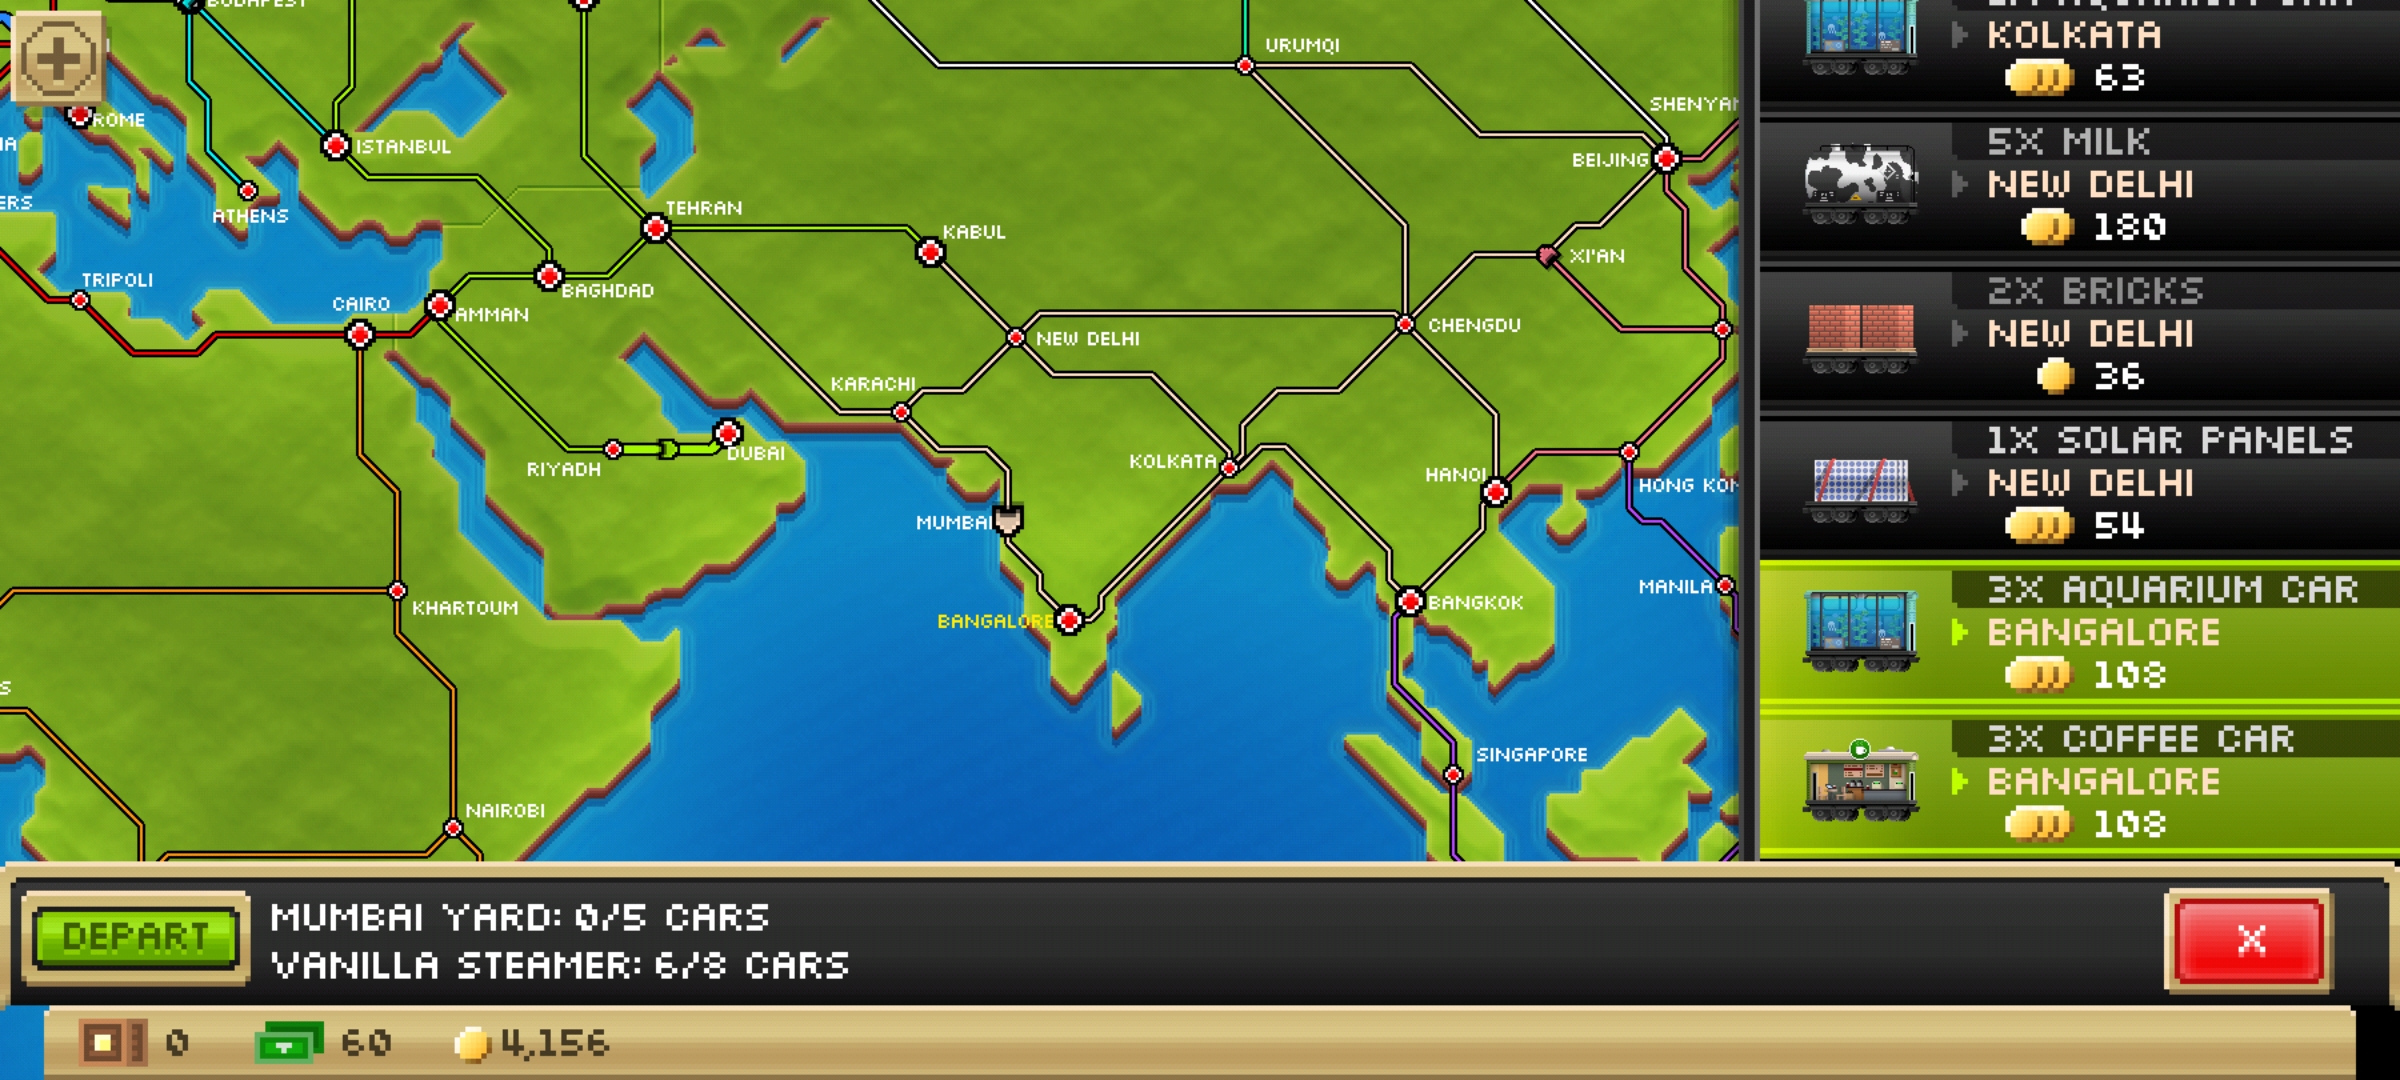 BUDAPEST
ROME
ISTANBUL
ATHENS
TRIPOLI
CAIRO
AMMAN
BAGHDAD
TEHRAN
KABUL
URUMQI
BEIJING
XI'AN
NEW DELHI
CHENGDU
KARACHI
RIYADH
DUBAI
KOLKATA
HANOI
MUMBAI
KHARTOUM
BANGALORE
BANGKOK
MANILA
SINGAPORE
NAIROBI
KOLKATA
63
5X MILK
NEW DELHI
180
2X BRICKS
NEW DELHI
36
1X SOLAR PANELS
NEW DELHI
54
3X AQUARIUM CAR
BANGALORE
108
3X COFFEE CAR
BANGALORE
108
DEPART
MUMBAI YARD: 0/5 CARS
VANILLA STEAMER: 6/8 CARS
X
0
60
4,156